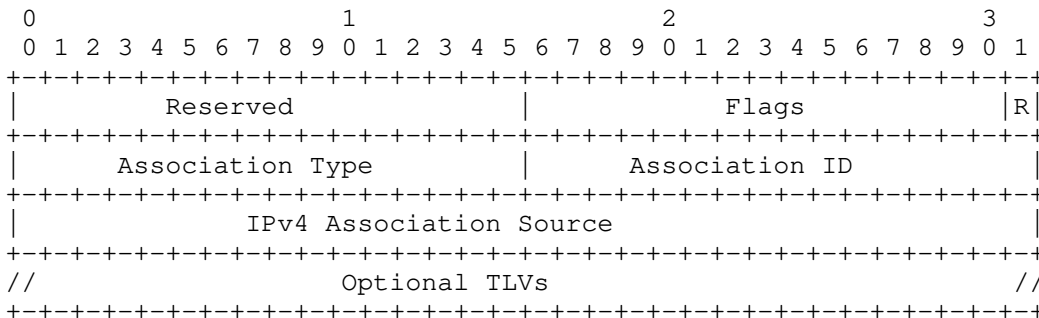 0                   1                   2                   3
 0 1 2 3 4 5 6 7 8 9 0 1 2 3 4 5 6 7 8 9 0 1 2 3 4 5 6 7 8 9 0 1
+-+-+-+-+-+-+-+-+-+-+-+-+-+-+-+-+-+-+-+-+-+-+-+-+-+-+-+-+-+-+-+-+
|         Reserved              |            Flags            |R|
+-+-+-+-+-+-+-+-+-+-+-+-+-+-+-+-+-+-+-+-+-+-+-+-+-+-+-+-+-+-+-+-+
|      Association Type         |      Association ID           |
+-+-+-+-+-+-+-+-+-+-+-+-+-+-+-+-+-+-+-+-+-+-+-+-+-+-+-+-+-+-+-+-+
|              IPv4 Association Source                          |
+-+-+-+-+-+-+-+-+-+-+-+-+-+-+-+-+-+-+-+-+-+-+-+-+-+-+-+-+-+-+-+-+
//                   Optional TLVs                             //
+-+-+-+-+-+-+-+-+-+-+-+-+-+-+-+-+-+-+-+-+-+-+-+-+-+-+-+-+-+-+-+-+